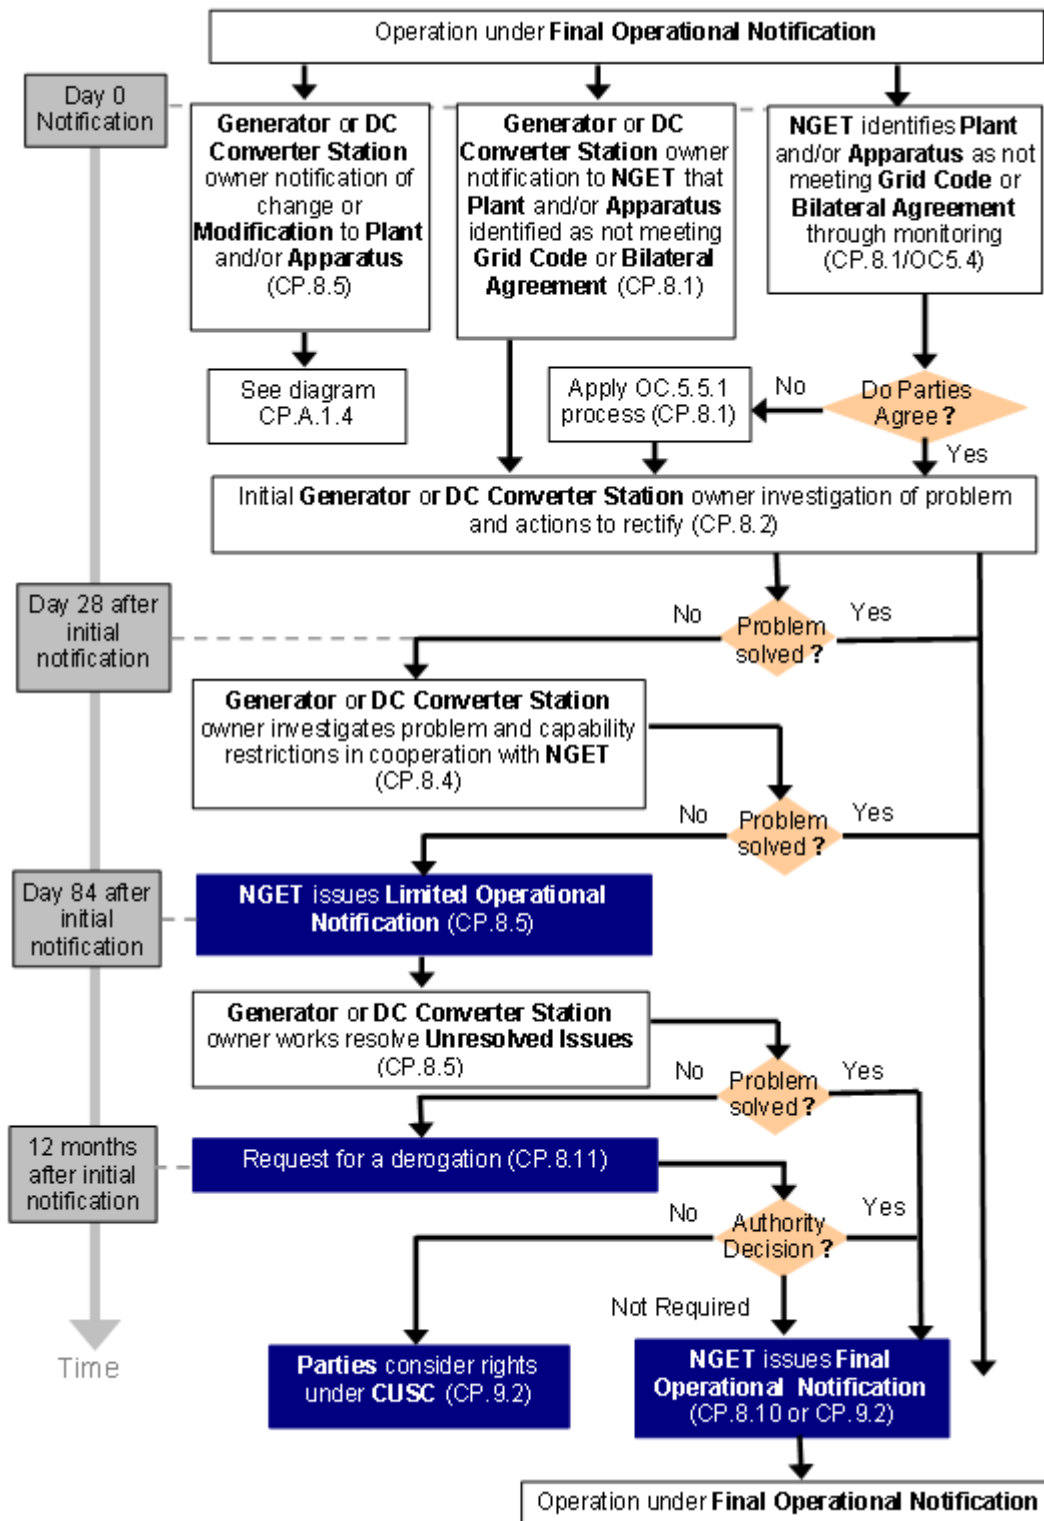 Operation under Final Operational Notification
Day 0
Notification
Generator or DC
Converter Station
owner notification of
change or
Modification to Plant
and/or Apparatus
(CP.8.5)
Generator or DC
Converter Station owner
notification to NGET that
Plant and/or Apparatus
identified as not meeting
Grid Code or Bilateral
Agreement (CP.8.1)
NGET identifies Plant
and/or Apparatus as not
meeting Grid Code or
Bilateral Agreement
through monitoring
(CP.8.1/OC5.4)
See diagram
CP.A.1.4
Apply OC.5.5.1
process (CP.8.1)
No
Do Parties
Agree ?
Yes
Initial Generator or DC Converter Station owner investigation of problem
and actions to rectify (CP.8.2)
Day 28 after
initial
notification
No
Problem
solved ?
Yes
Generator or DC Converter Station
owner investigates problem and capability
restrictions in cooperation with NGET
(CP.8.4)
No
Problem
solved ?
Yes
Day 84 after
initial
notification
NGET issues Limited Operational
Notification (CP.8.5)
Generator or DC Converter Station
owner works resolve Unresolved Issues
(CP.8.5)
No
Problem
solved ?
Yes
12 months
after initial
notification
Request for a derogation (CP.8.11)
No
Authority
Decision ?
Yes
Not Required
Time
Parties consider rights
under CUSC (CP.9.2)
NGET issues Final
Operational Notification
(CP.8.10 or CP.9.2)
Operation under Final Operational Notification